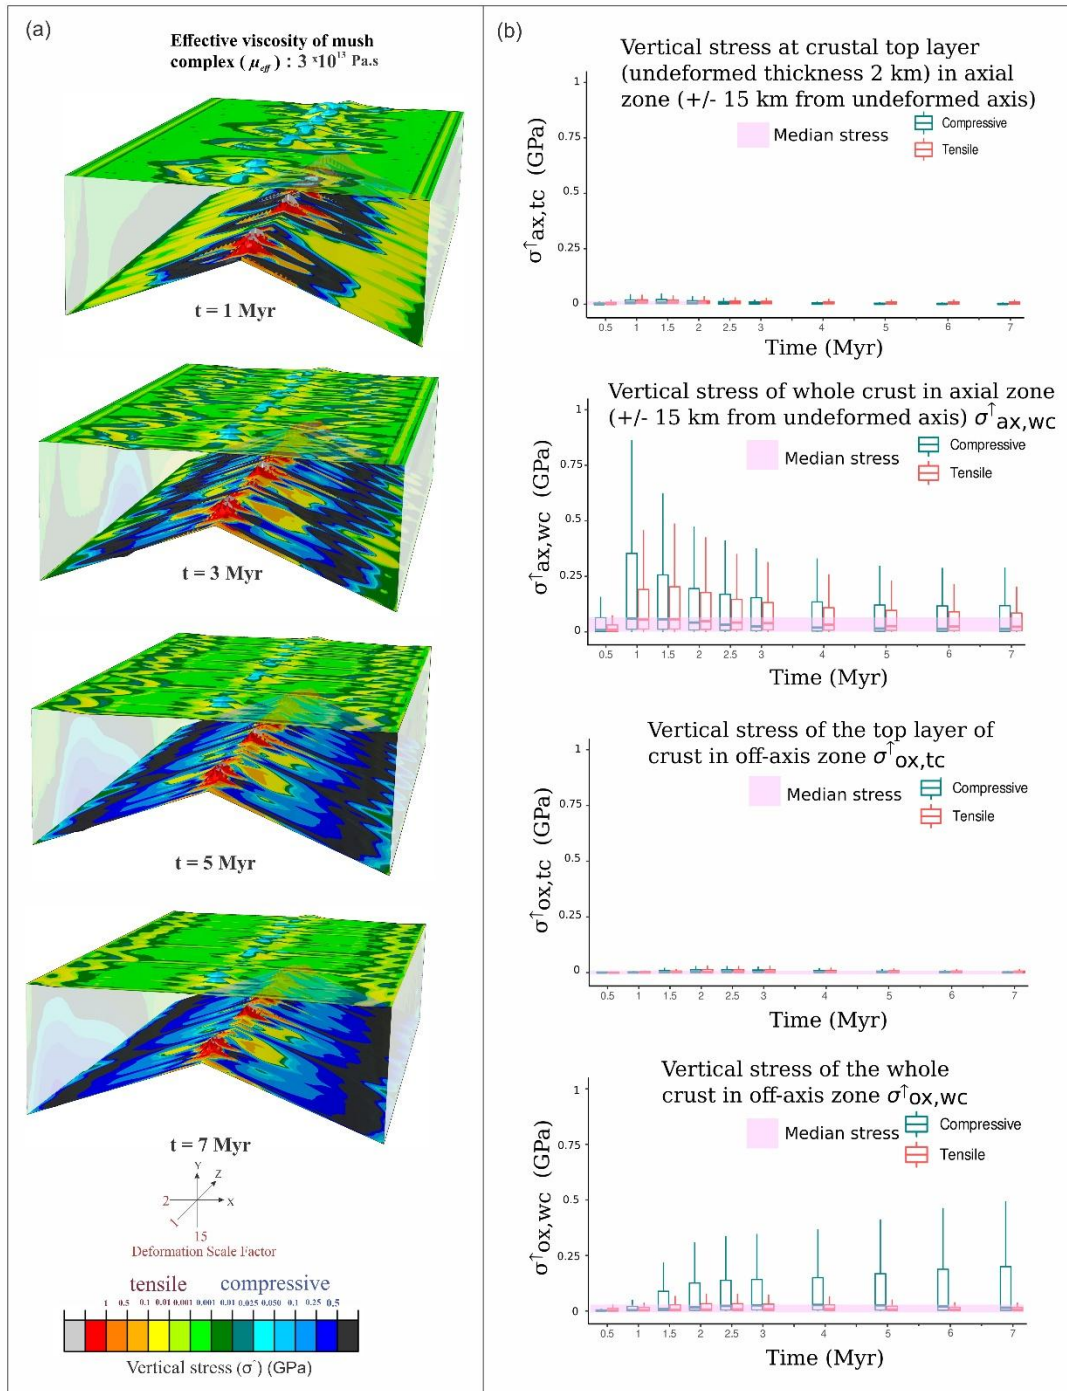 (a)
Effective viscosity of mush
complex ( μeff ) : 3 x10^13 Pa.s
t = 1 Myr
t = 3 Myr
t = 5 Myr
t = 7 Myr
Y
Z
2
X
1
15
Deformation Scale Factor
tensile compressive
1 0.5 0.1 0.01 0.001 0.001 0.01 0.025 0.050 0.1 0.25 0.5
Vertical stress (σ) (GPa)
(b)
Vertical stress at crustal top layer
(undeformed thickness 2 km) in axial
zone (+/- 15 km from undeformed axis)
Median stress
Compressive
Tensile
σ↑ax,tc (GPa)
1
0.75
0.5
0.25
0
0.5 1 1.5 2 2.5 3 4 5 6 7
Time (Myr)
Vertical stress of whole crust in axial zone
(+/- 15 km from undeformed axis) σ↑ax,wc
Median stress
Compressive
Tensile
σ↑ax,wc (GPa)
1
0.75
0.5
0.25
0
0.5 1 1.5 2 2.5 3 4 5 6 7
Time (Myr)
Vertical stress of the top layer of
crust in off-axis zone σ↑ox,tc
Median stress
Compressive
Tensile
σ↑ox,tc (GPa)
1
0.75
0.5
0.25
0
0.5 1 1.5 2 2.5 3 4 5 6 7
Time (Myr)
Vertical stress of the whole
crust in off-axis zone σ↑ox,wc
Median stress
Compressive
Tensile
σ↑ox,wc (GPa)
1
0.75
0.5
0.25
0
0.5 1 1.5 2 2.5 3 4 5 6 7
Time (Myr)